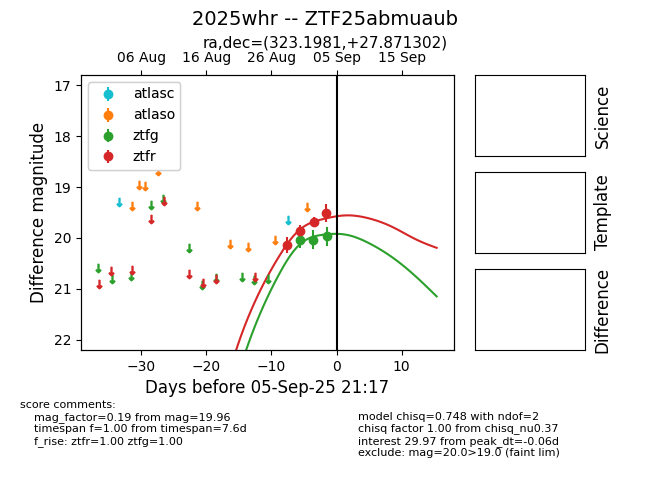 2025whr -- ZTF25abmuaub
ra,dec=(323.1981,+27.871302)
06 Aug 16 Aug 26 Aug 05 Sep 15 Sep
17
18
19
20
21
22
Difference magnitude
atlasc
atlaso
ztfg
ztfr
−30 −20 −10 0 10
Days before 05-Sep-25 21:17
Science
Template
Difference
score comments:
mag_factor=0.19 from mag=19.96
timespan f=1.00 from timespan=7.6d
f_rise: ztfr=1.00 ztfg=1.00
model chisq=0.748 with ndof=2
chisq factor 1.00 from chisq_nu0.37
interest 29.97 from peak_dt=-0.06d
exclude: mag=20.0>19.0 (faint lim)